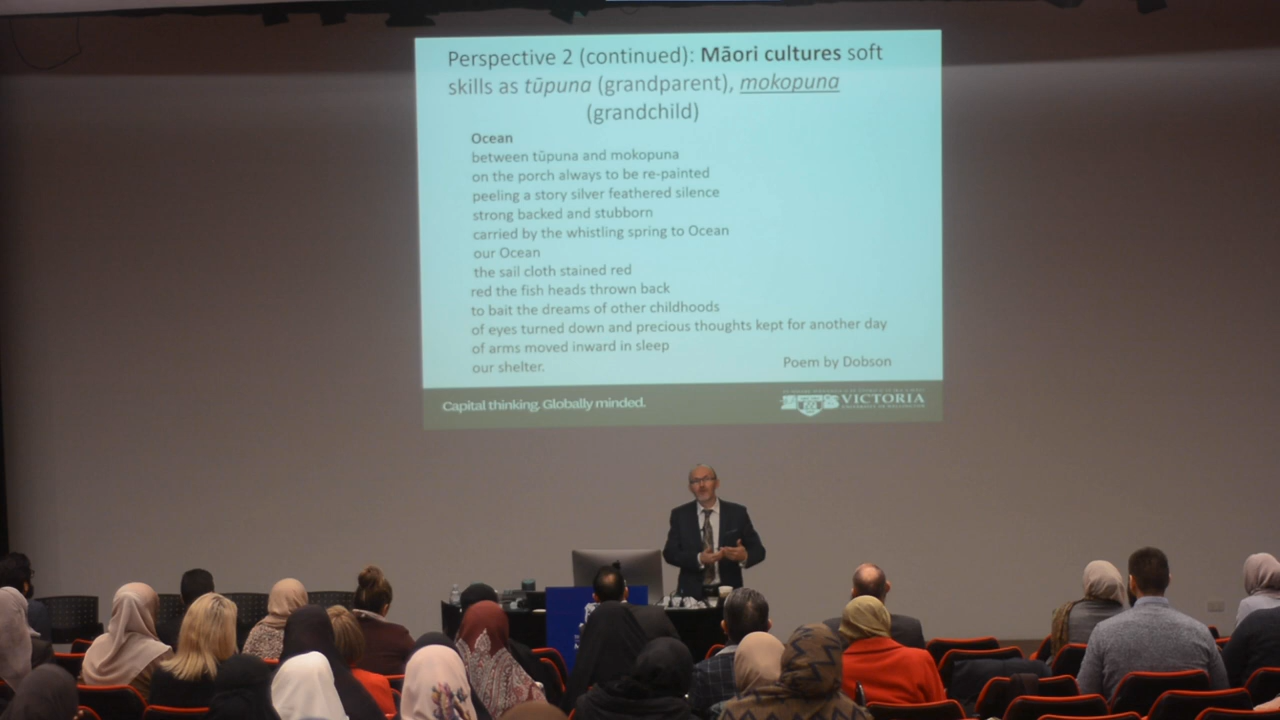 Perspective 2 (continued): Māori cultures soft
skills as tūpuna (grandparent), mokopuna
(grandchild)
Ocean
between tūpuna and mokopuna
on the porch always to be re-painted
peeling a story silver feathered silence
strong backed and stubborn
carried by the whistling spring to Ocean
our Ocean
the sail cloth stained red
red the fish heads thrown back
to bait the dreams of other childhoods
of eyes turned down and precious thoughts kept for another day
of arms moved inward in sleep
our shelter.
Poem by Dobson
Capital thinking. Globally minded.
VICTORIA
UNIVERSITY OF WELLINGTON